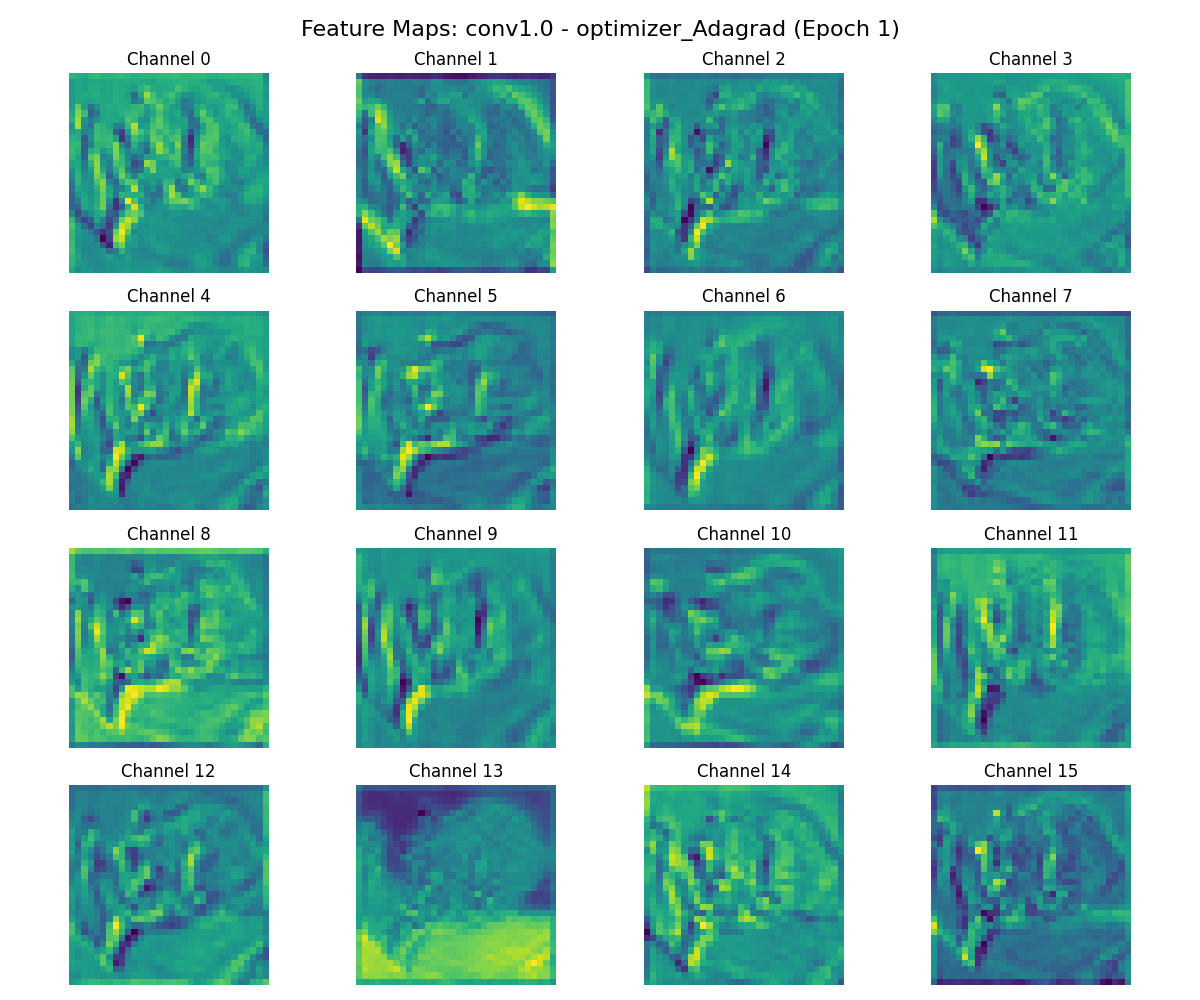 Feature Maps: conv1.0 - optimizer_Adagrad (Epoch 1)
Channel 0
Channel 1
Channel 2
Channel 3
Channel 4
Channel 5
Channel 6
Channel 7
Channel 8
Channel 9
Channel 10
Channel 11
Channel 12
Channel 13
Channel 14
Channel 15